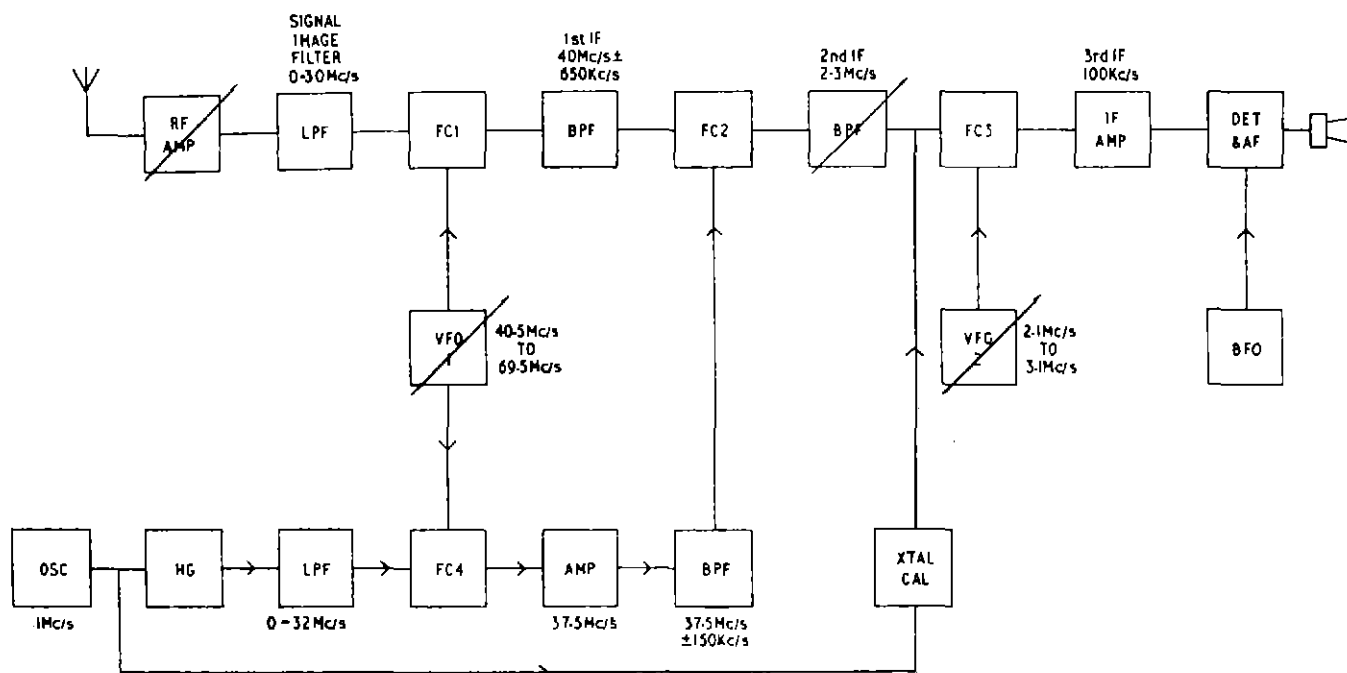 SIGNAL
IMAGE
FILTER
0-30Mc/s
1st IF
40Mc/s±
650Kc/s
2nd IF
2-3Mc/s
3rd IF
100Kc/s
RF
AMP
LPF
FC1
BPF
FC2
BPF
FC3
IF
AMP
DET
&AF
VFO
1
40·5Mc/s
TO
69·5Mc/s
VFO
2
2·1Mc/s
TO
3·1Mc/s
BFO
OSC
1Mc/s
HG
LPF
0-32Mc/s
FC4
AMP
37·5Mc/s
BPF
37·5Mc/s
±150Kc/s
XTAL
CAL